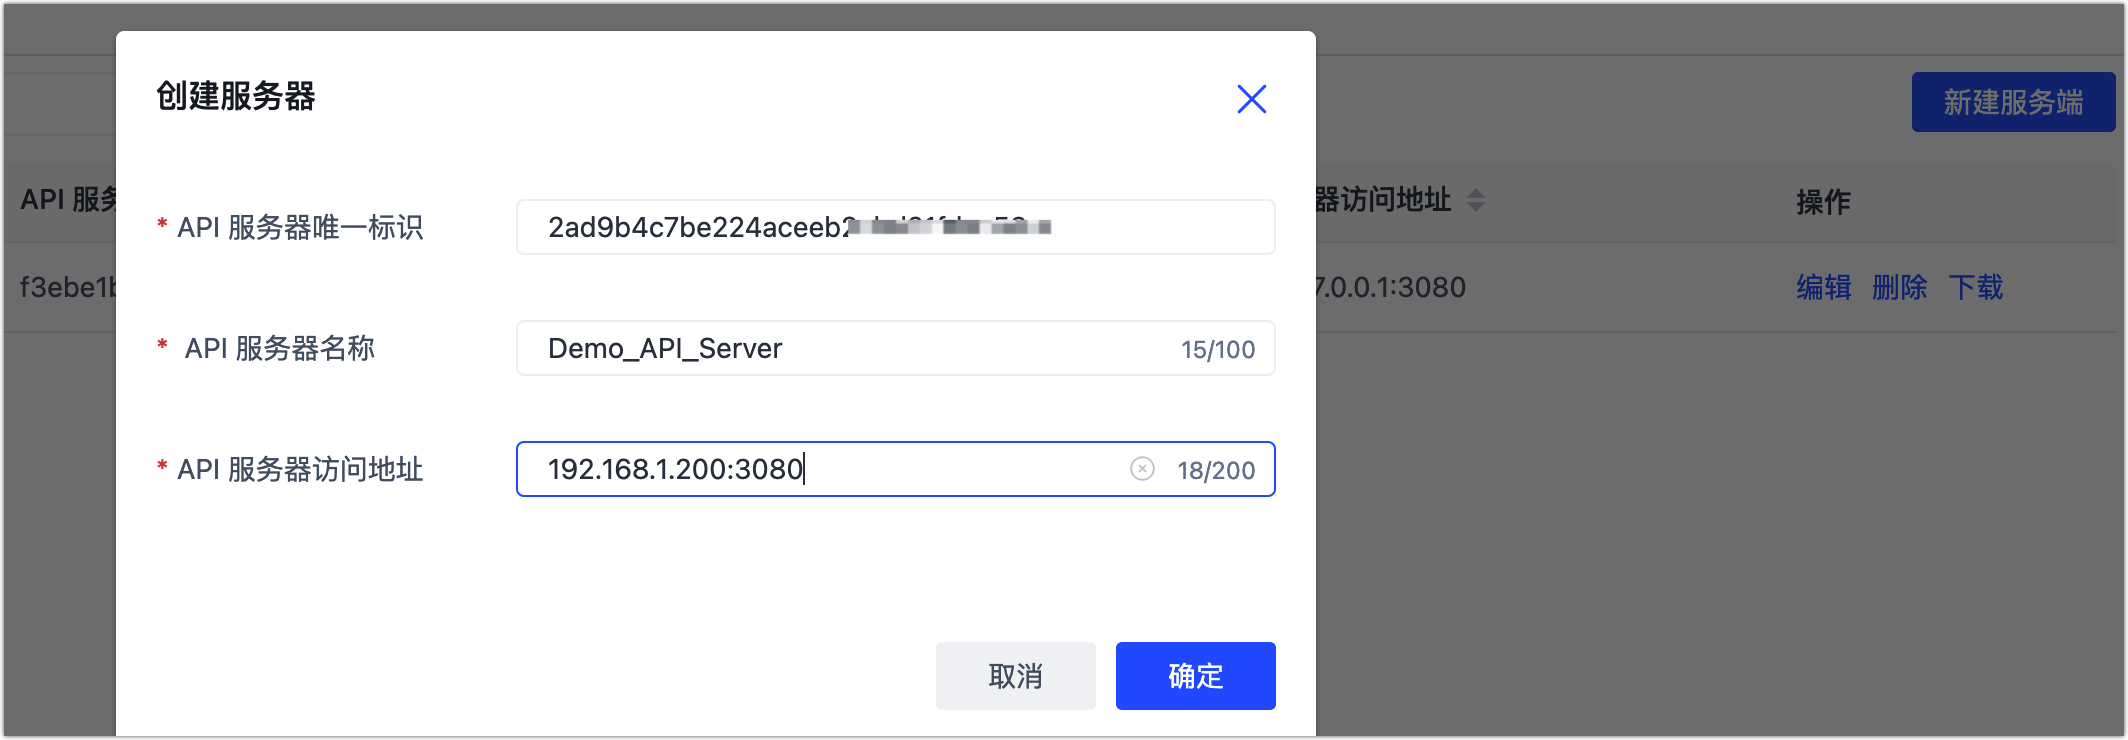 创建服务器
新建服务端
API 服务
器访问地址
操作
* API 服务器唯一标识
2ad9b4c7be224aceeb2
f3ebe1b
7.0.0.1:3080
编辑 删除 下载
* API 服务器名称
Demo_API_Server
15/100
* API 服务器访问地址
192.168.1.200:3080
18/200
取消
确定